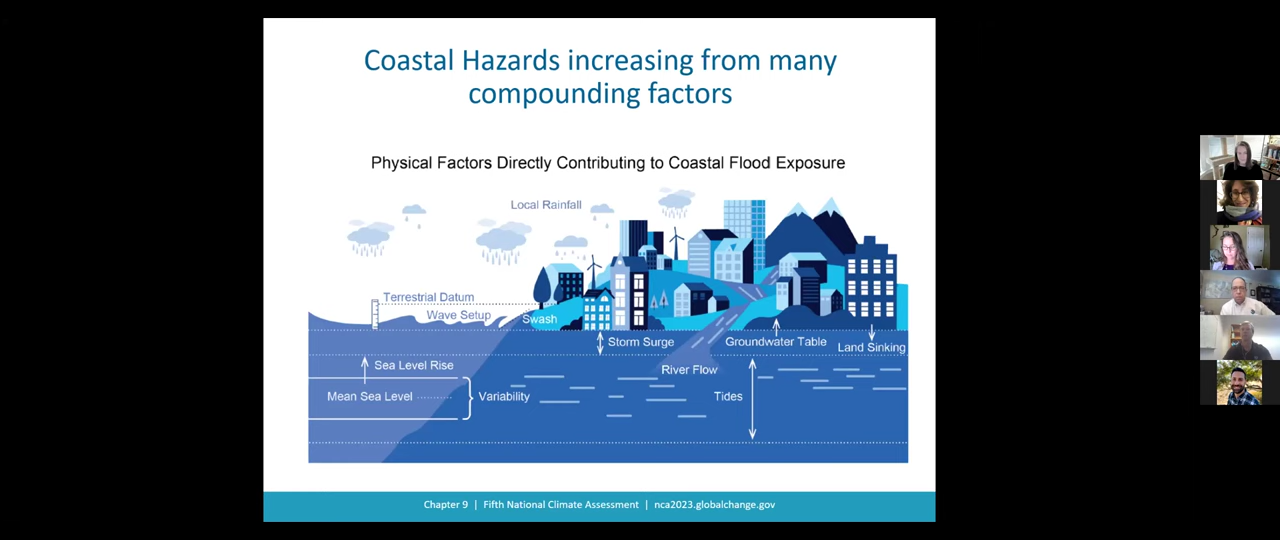 Coastal Hazards increasing from many
compounding factors
Physical Factors Directly Contributing to Coastal Flood Exposure
Local Rainfall
Terrestrial Datum
Wave Setup
Swash
Storm Surge
Groundwater Table
Land Sinking
Sea Level Rise
River Flow
Mean Sea Level
Variability
Tides
Chapter 9 | Fifth National Climate Assessment | nca2023.globalchange.gov